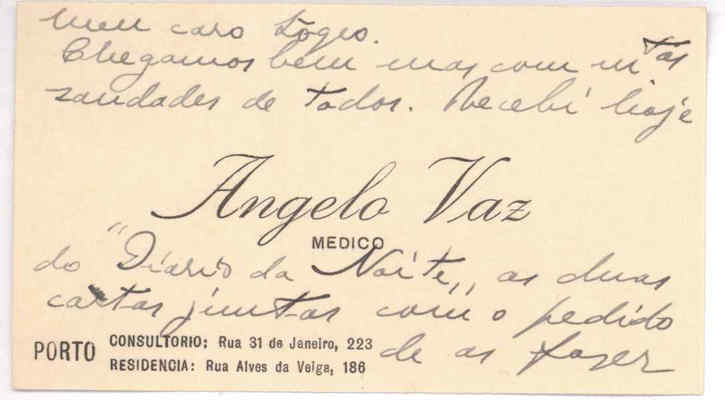 Meu caro
Chegamos bem mas com mtas
saudades de todos. Recebi hoje
Angelo Vaz
MEDICO
do "Diario da Noite„ as duas
cartas juntas com o pedido
de as fazer
PORTO
CONSULTORIO: Rua 31 de Janeiro, 223
RESIDENCIA: Rua Alves da Veiga, 186